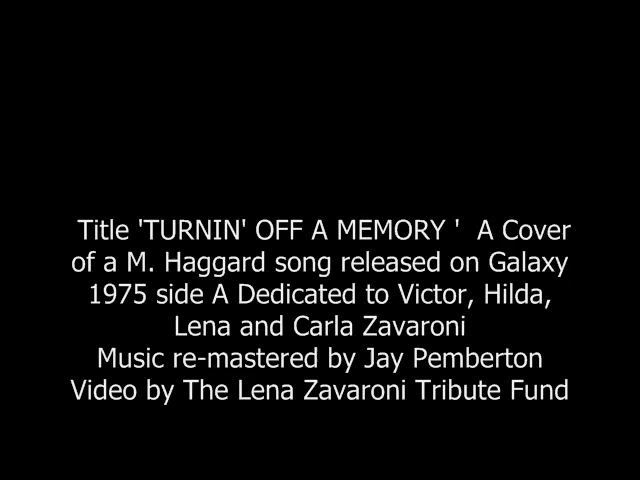 Title 'TURNIN' OFF A MEMORY '  A Cover
of a M. Haggard song released on Galaxy
1975 side A Dedicated to Victor, Hilda,
Lena and Carla Zavaroni
Music re-mastered by Jay Pemberton
Video by The Lena Zavaroni Tribute Fund